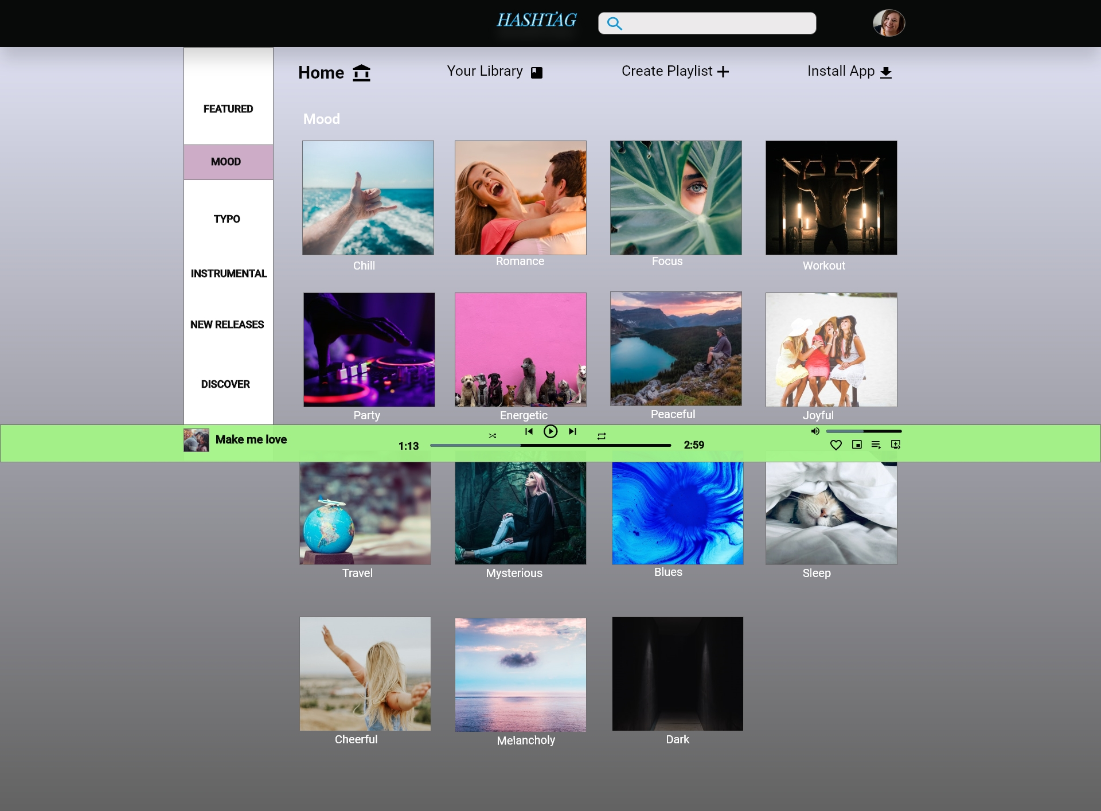 HASHTAG
Home
Your Library
Create Playlist
Install App
FEATURED
MOOD
TYPO
INSTRUMENTAL
NEW RELEASES
DISCOVER
Mood
Chill
Romance
Focus
Workout
Party
Energetic
Peaceful
Joyful
Make me love
1:13
2:59
Travel
Mysterious
Blues
Sleep
Cheerful
Melancholy
Dark